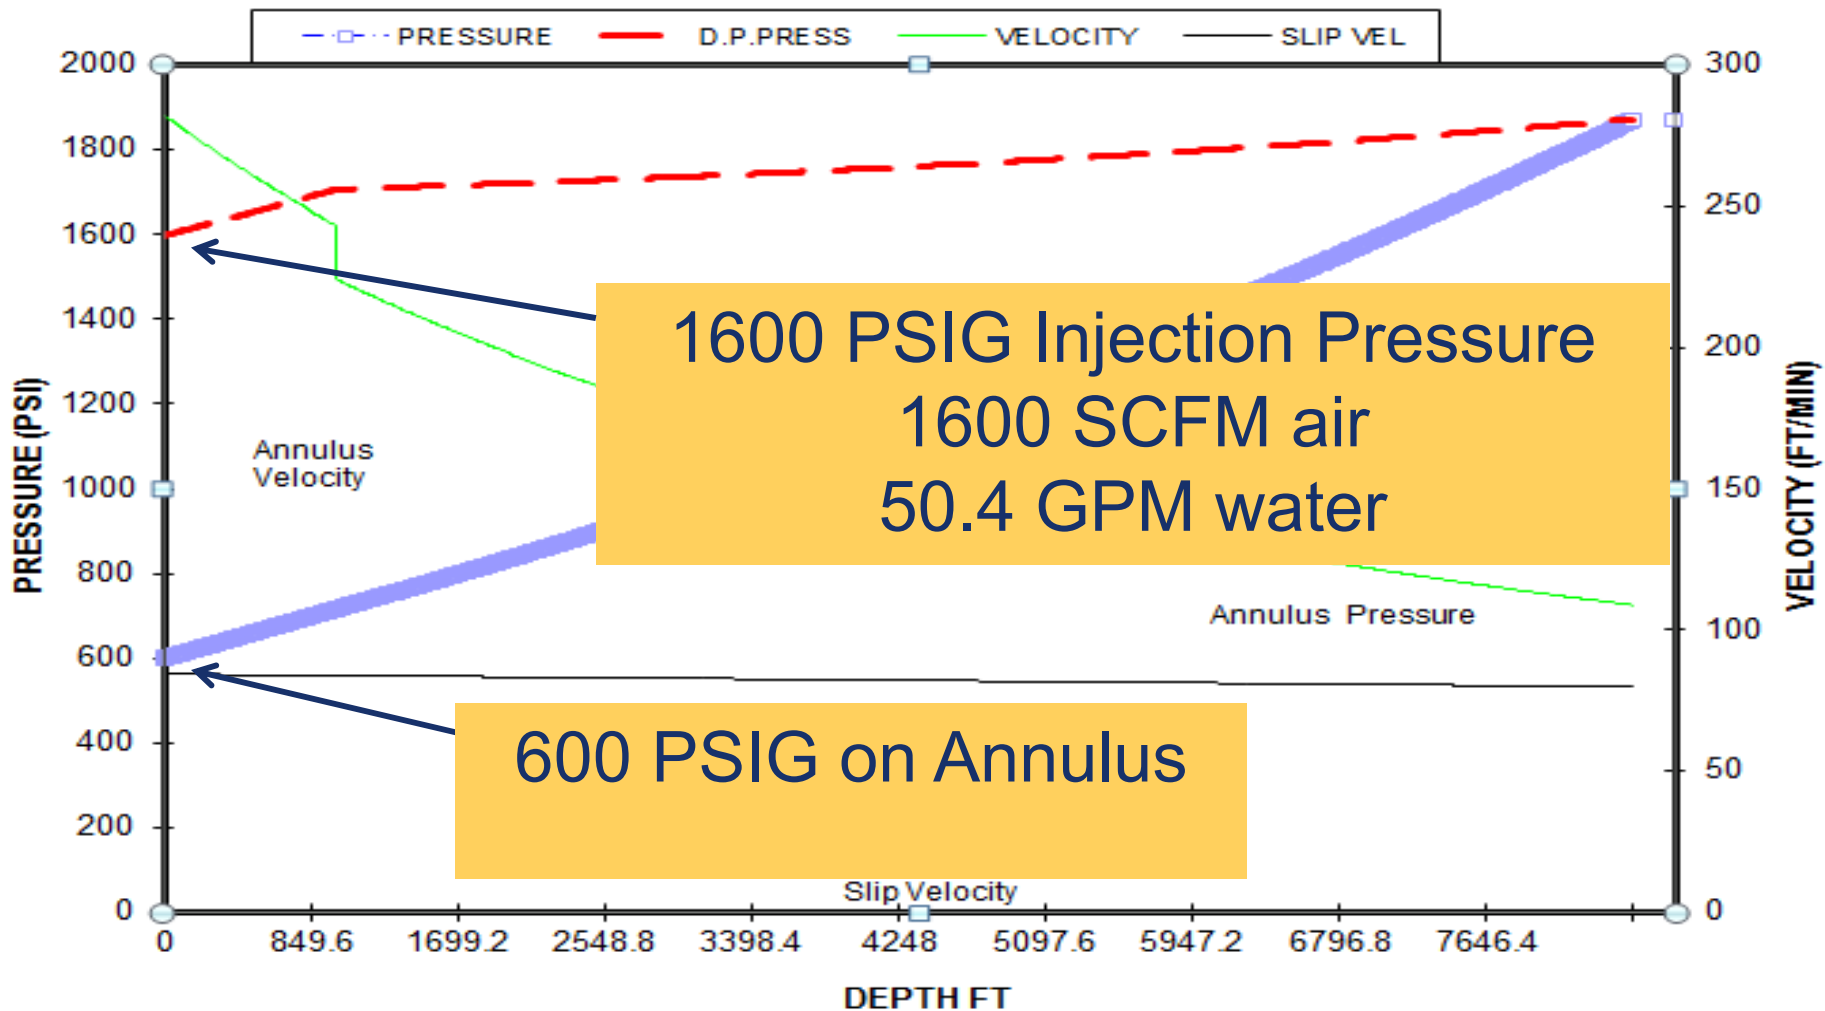 PRESSURE D.P.PRESS VELOCITY SLIP VEL
2000
1800
1600
1400
1200
1000
800
600
400
200
0
PRESSURE (PSI)
300
250
200
150
100
50
0
VELOCITY (FT/MIN)
1600 PSIG Injection Pressure
1600 SCFM air
50.4 GPM water
Annulus
Velocity
Annulus Pressure
600 PSIG on Annulus
Slip Velocity
0 849.6 1699.2 2548.8 3398.4 4248 5097.6 5947.2 6796.8 7646.4
DEPTH FT